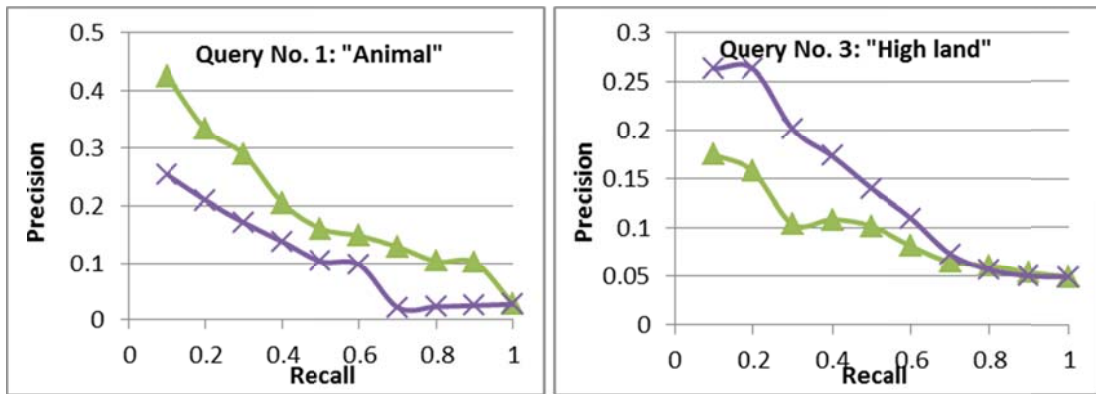 Query No. 1: "Animal"
0.5
0.4
0.3
0.2
0.1
0
Precision
0 0.2 0.4 0.6 0.8 1
Recall
Query No. 3: "High land"
0.3
0.25
0.2
0.15
0.1
0.05
0
Precision
0 0.2 0.4 0.6 0.8 1
Recall